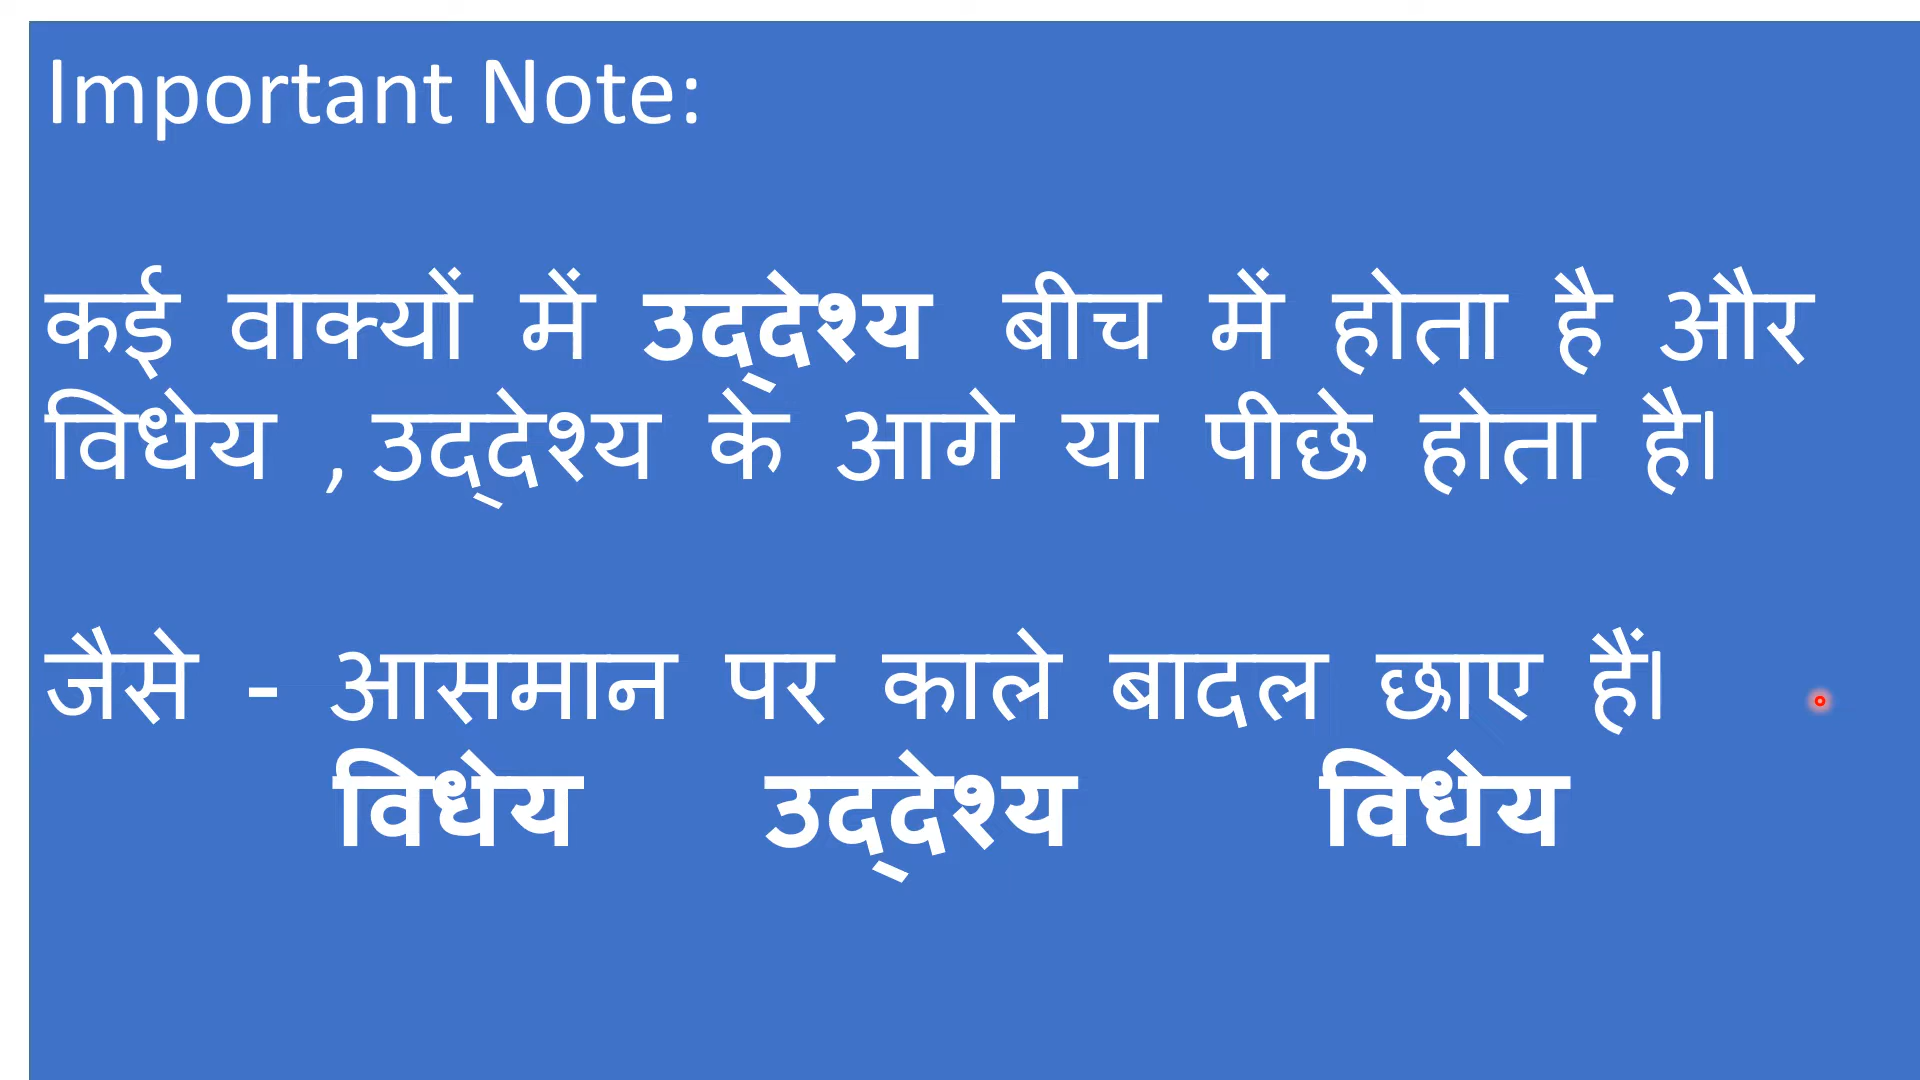 Important Note:
कई वाक्यों में उद्देश्य बीच में होता है और
विधेय , उद्देश्य के आगे या पीछे होता है।
जैसे - आसमान पर काले बादल छाए हैं।
विधेय उद्देश्य विधेय